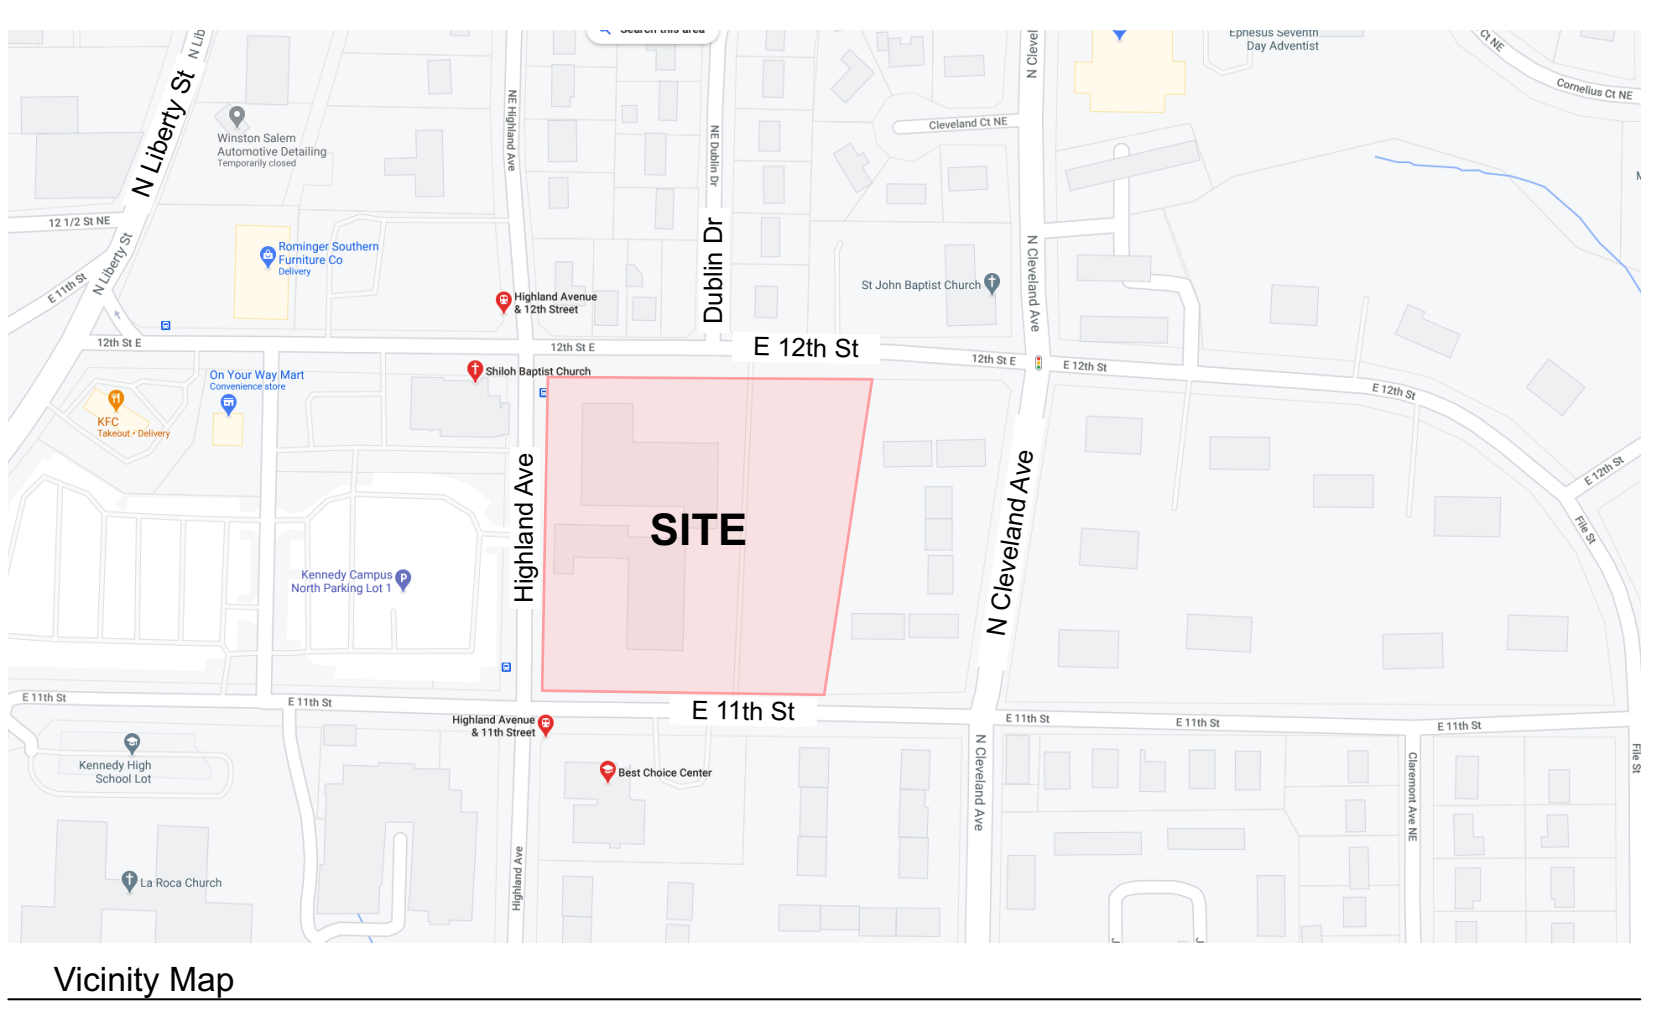 Search this area
N Lib
N Clevel
Ephesus Seventh
Day Adventist
Ct NE
Cornelius Ct NE
N Liberty St
Winston Salem
Automotive Detailing
Temporarily closed
NE Highland Ave
NE Dublin Dr
Cleveland Ct NE
12 1/2 St NE
N Liberty St
E 11th St
Rominger Southern
Furniture Co
Delivery
Highland Avenue
& 12th Street
Dublin Dr
St John Baptist Church
N Cleveland Ave
12th St E
12th St E
E 12th St
12th St E
E 12th St
E 12th St
E 12th St
File St
On Your Way Mart
Convenience store
Shiloh Baptist Church
KFC
Takeout • Delivery
Highland Ave
SITE
N Cleveland Ave
Kennedy Campus
North Parking Lot 1
P
E 11th St
E 11th St
E 11th St
E 11th St
E 11th St
E 11th St
Highland Avenue
& 11th Street
Kennedy High
School Lot
Best Choice Center
N Cleveland Ave
Claremont Ave NE
File St
Highland Ave
La Roca Church
Vicinity Map